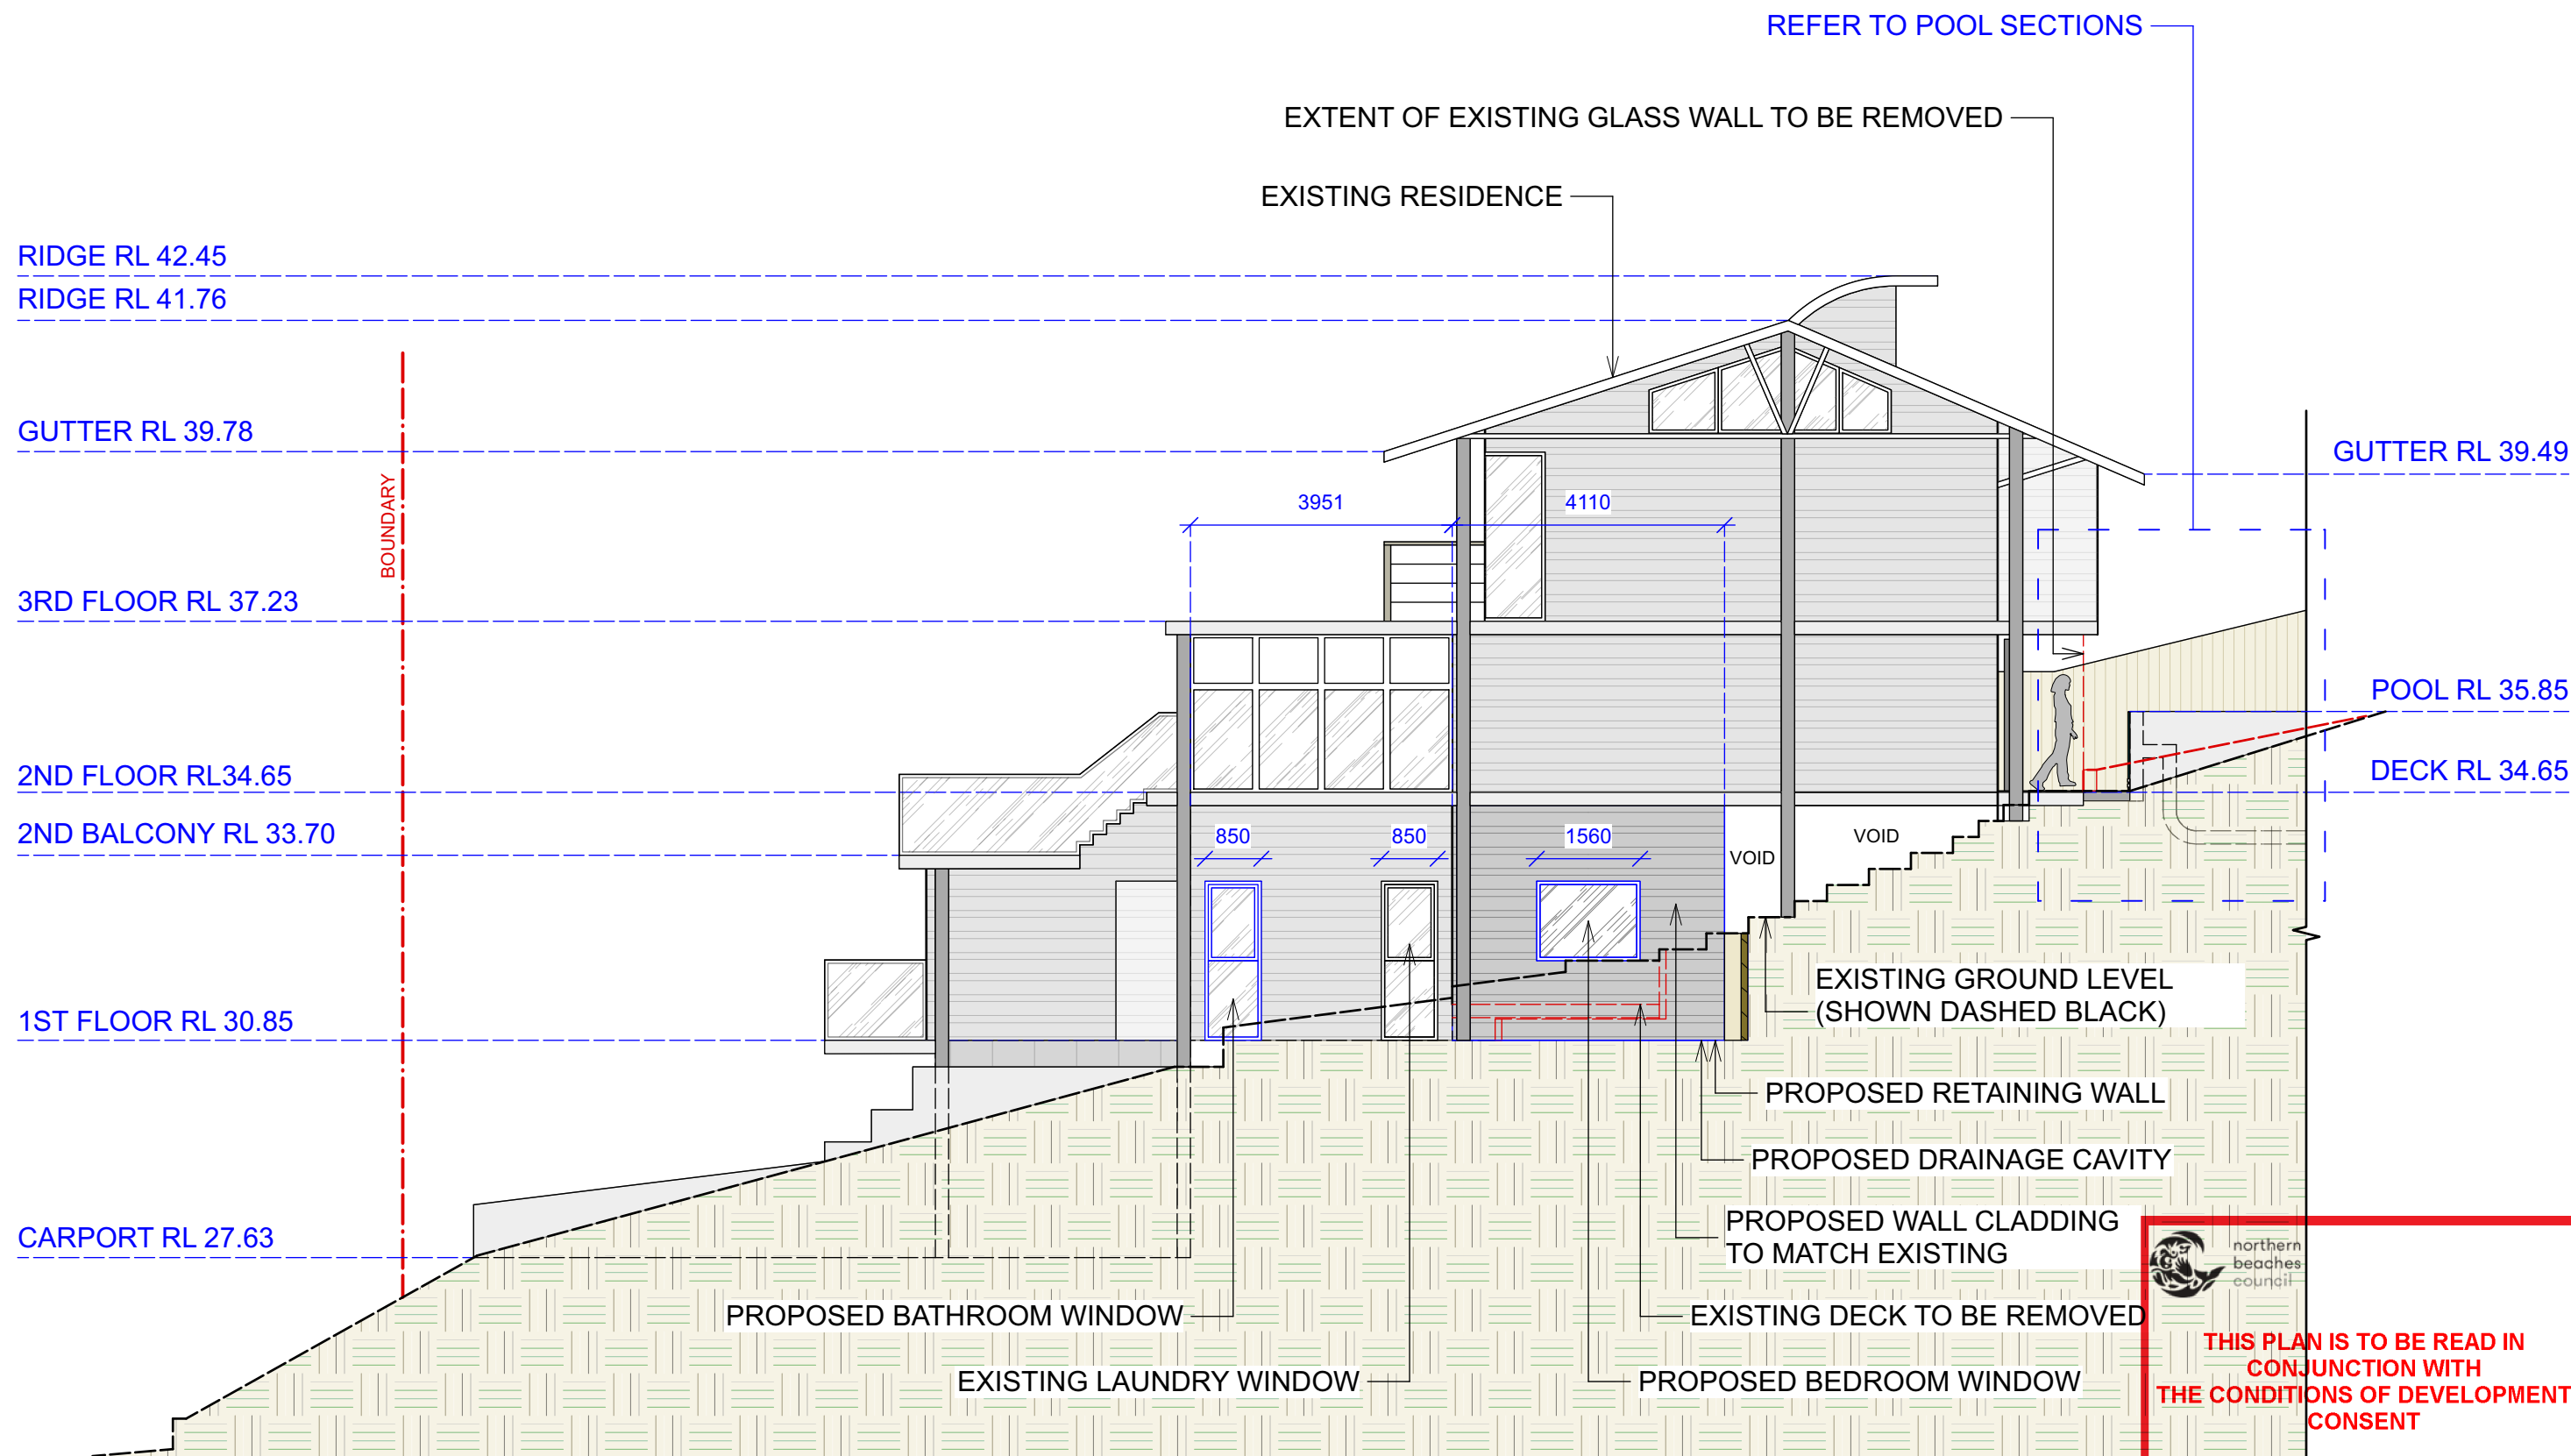 REFER TO POOL SECTIONS
EXTENT OF EXISTING GLASS WALL TO BE REMOVED
EXISTING RESIDENCE
RIDGE RL 42.45
RIDGE RL 41.76
GUTTER RL 39.78
GUTTER RL 39.49
BOUNDARY
3951
4110
3RD FLOOR RL 37.23
POOL RL 35.85
2ND FLOOR RL34.65
DECK RL 34.65
2ND BALCONY RL 33.70
850
850
1560
VOID
VOID
1ST FLOOR RL 30.85
EXISTING GROUND LEVEL
(SHOWN DASHED BLACK)
PROPOSED RETAINING WALL
PROPOSED DRAINAGE CAVITY
PROPOSED WALL CLADDING
TO MATCH EXISTING
CARPORT RL 27.63
PROPOSED BATHROOM WINDOW
EXISTING DECK TO BE REMOVED
EXISTING LAUNDRY WINDOW
PROPOSED BEDROOM WINDOW
northern
beaches
council
THIS PLAN IS TO BE READ IN
CONJUNCTION WITH
THE CONDITIONS OF DEVELOPMENT
CONSENT